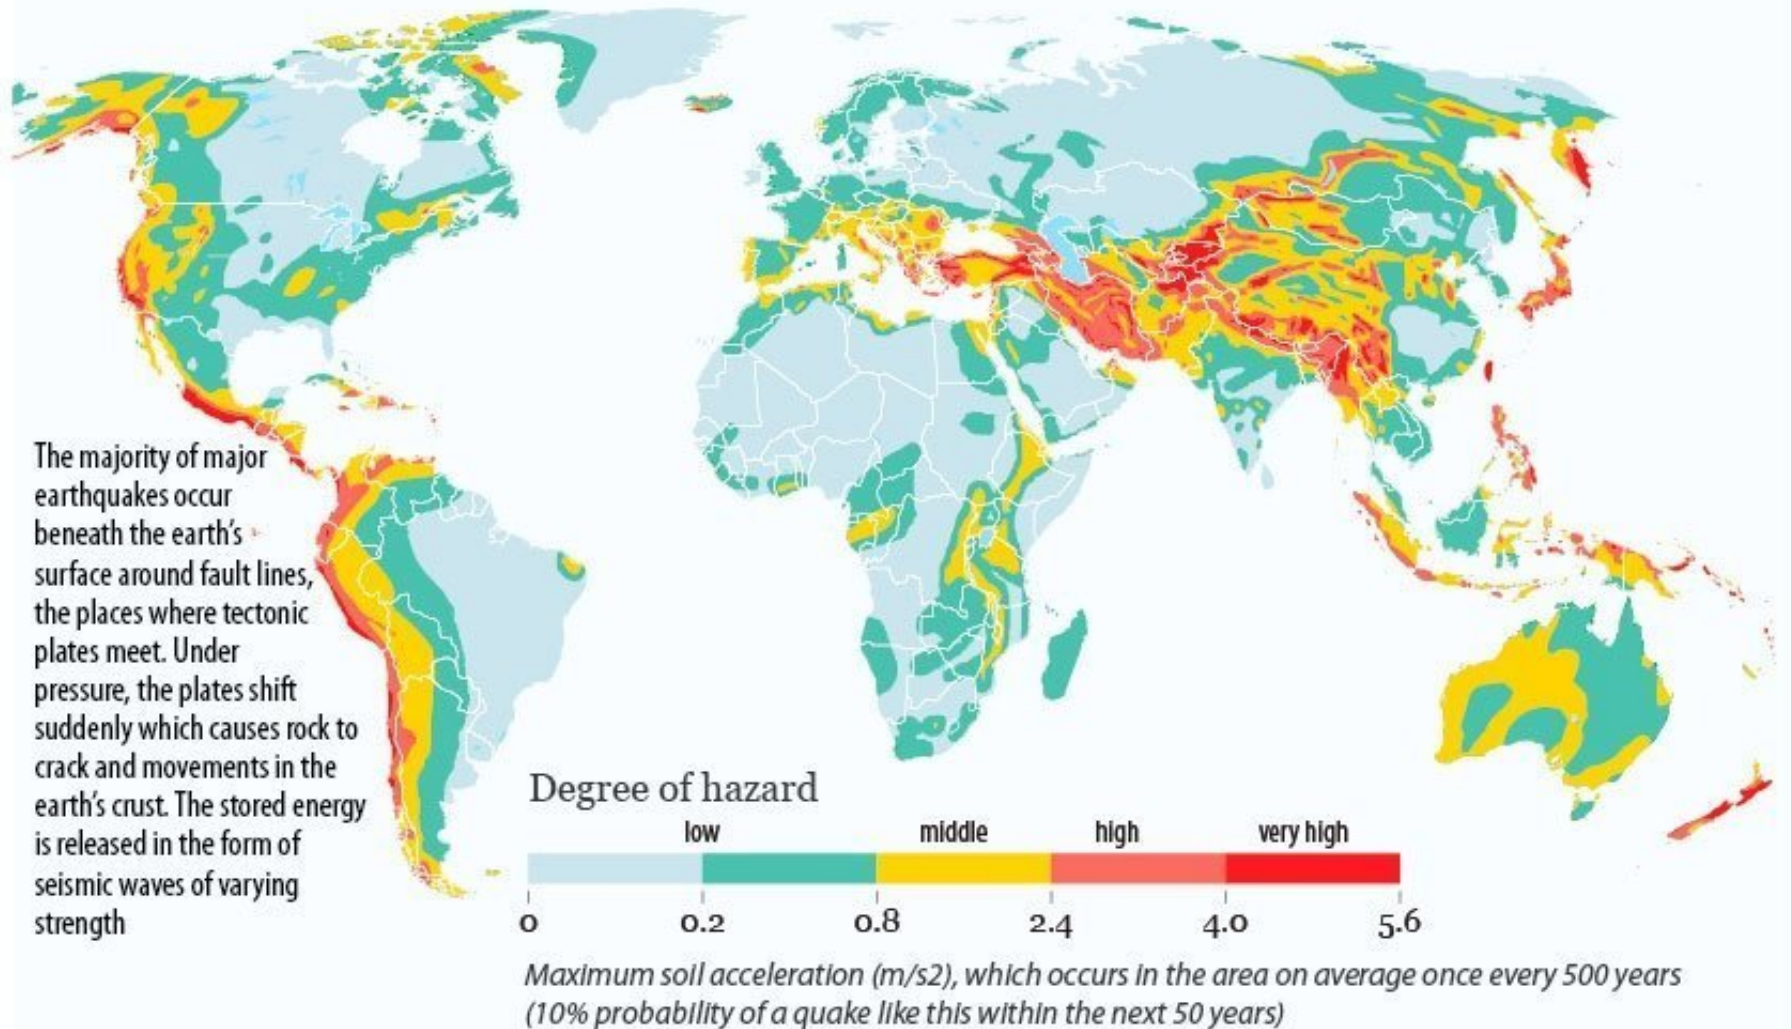 The majority of major
earthquakes occur
beneath the earth's
surface around fault lines,
the places where tectonic
plates meet. Under
pressure, the plates shift
suddenly which causes rock to
crack and movements in the
earth's crust. The stored energy
is released in the form of
seismic waves of varying
strength
Degree of hazard
low middle high very high
0 0.2 0.8 2.4 4.0 5.6
Maximum soil acceleration (m/s2), which occurs in the area on average once every 500 years
(10% probability of a quake like this within the next 50 years)